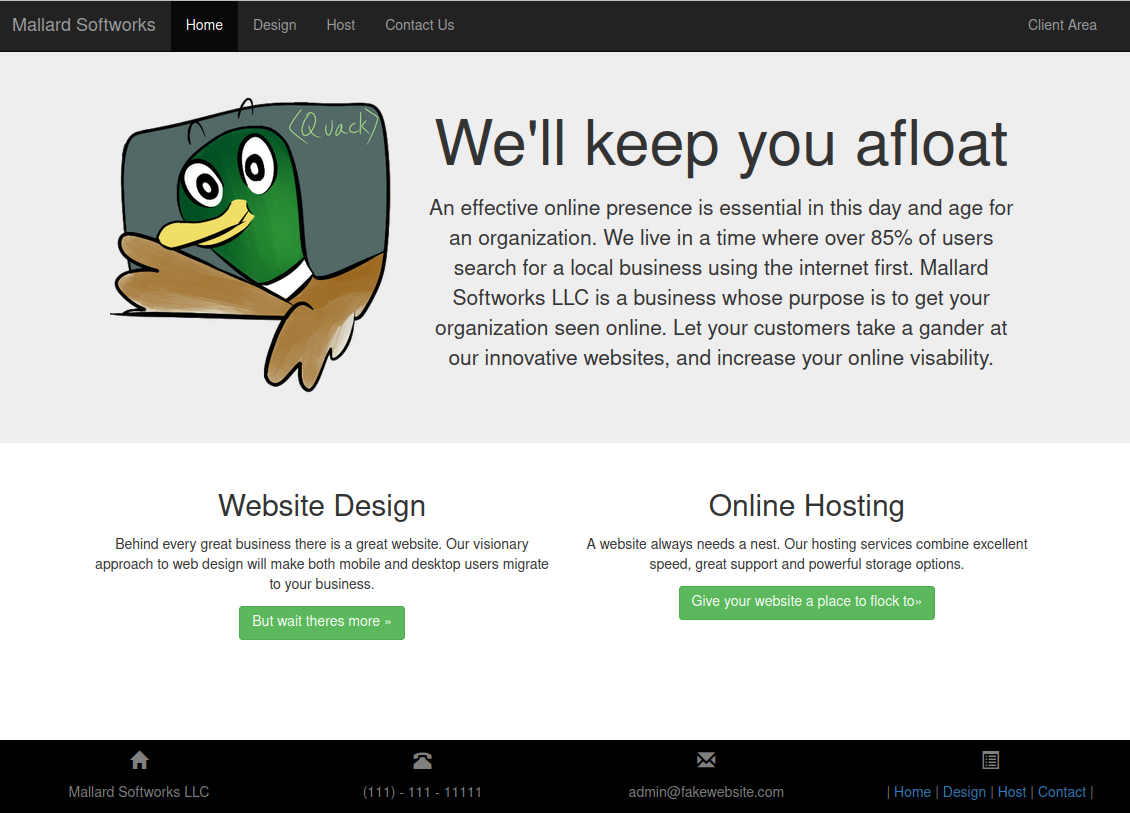 Mallard Softworks Home Design Host Contact Us Client Area
<Quack>
We'll keep you afloat
An effective online presence is essential in this day and age for
an organization. We live in a time where over 85% of users
search for a local business using the internet first. Mallard
Softworks LLC is a business whose purpose is to get your
organization seen online. Let your customers take a gander at
our innovative websites, and increase your online visability.
Website Design
Behind every great business there is a great website. Our visionary
approach to web design will make both mobile and desktop users migrate
to your business.
But wait theres more »
Online Hosting
A website always needs a nest. Our hosting services combine excellent
speed, great support and powerful storage options.
Give your website a place to flock to»
Mallard Softworks LLC
(111) - 111 - 11111
admin@fakewebsite.com
| Home | Design | Host | Contact |